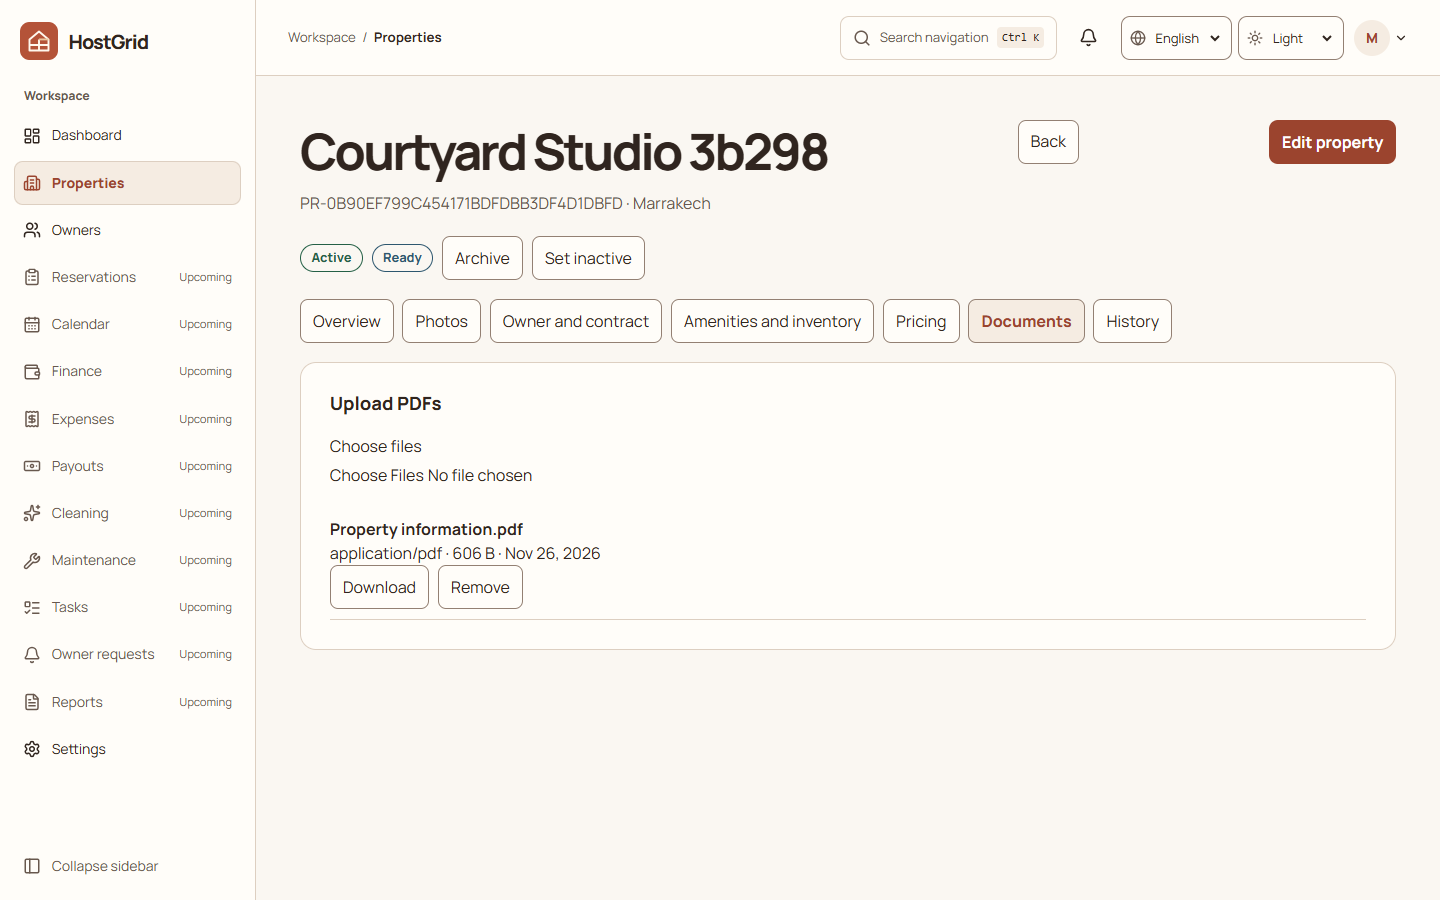 HostGrid
Workspace / Properties
Search navigation Ctrl K
English
Light
M
Workspace
Dashboard
Properties
Owners
Reservations Upcoming
Calendar Upcoming
Finance Upcoming
Expenses Upcoming
Payouts Upcoming
Cleaning Upcoming
Maintenance Upcoming
Tasks Upcoming
Owner requests Upcoming
Reports Upcoming
Settings
Collapse sidebar
Courtyard Studio 3b298
Back
Edit property
PR-0B90EF799C454171BDFDBB3DF4D1DBFD · Marrakech
Active Ready Archive Set inactive
Overview Photos Owner and contract Amenities and inventory Pricing Documents History
Upload PDFs
Choose files
Choose Files No file chosen
Property information.pdf
application/pdf · 606 B · Nov 26, 2026
Download Remove